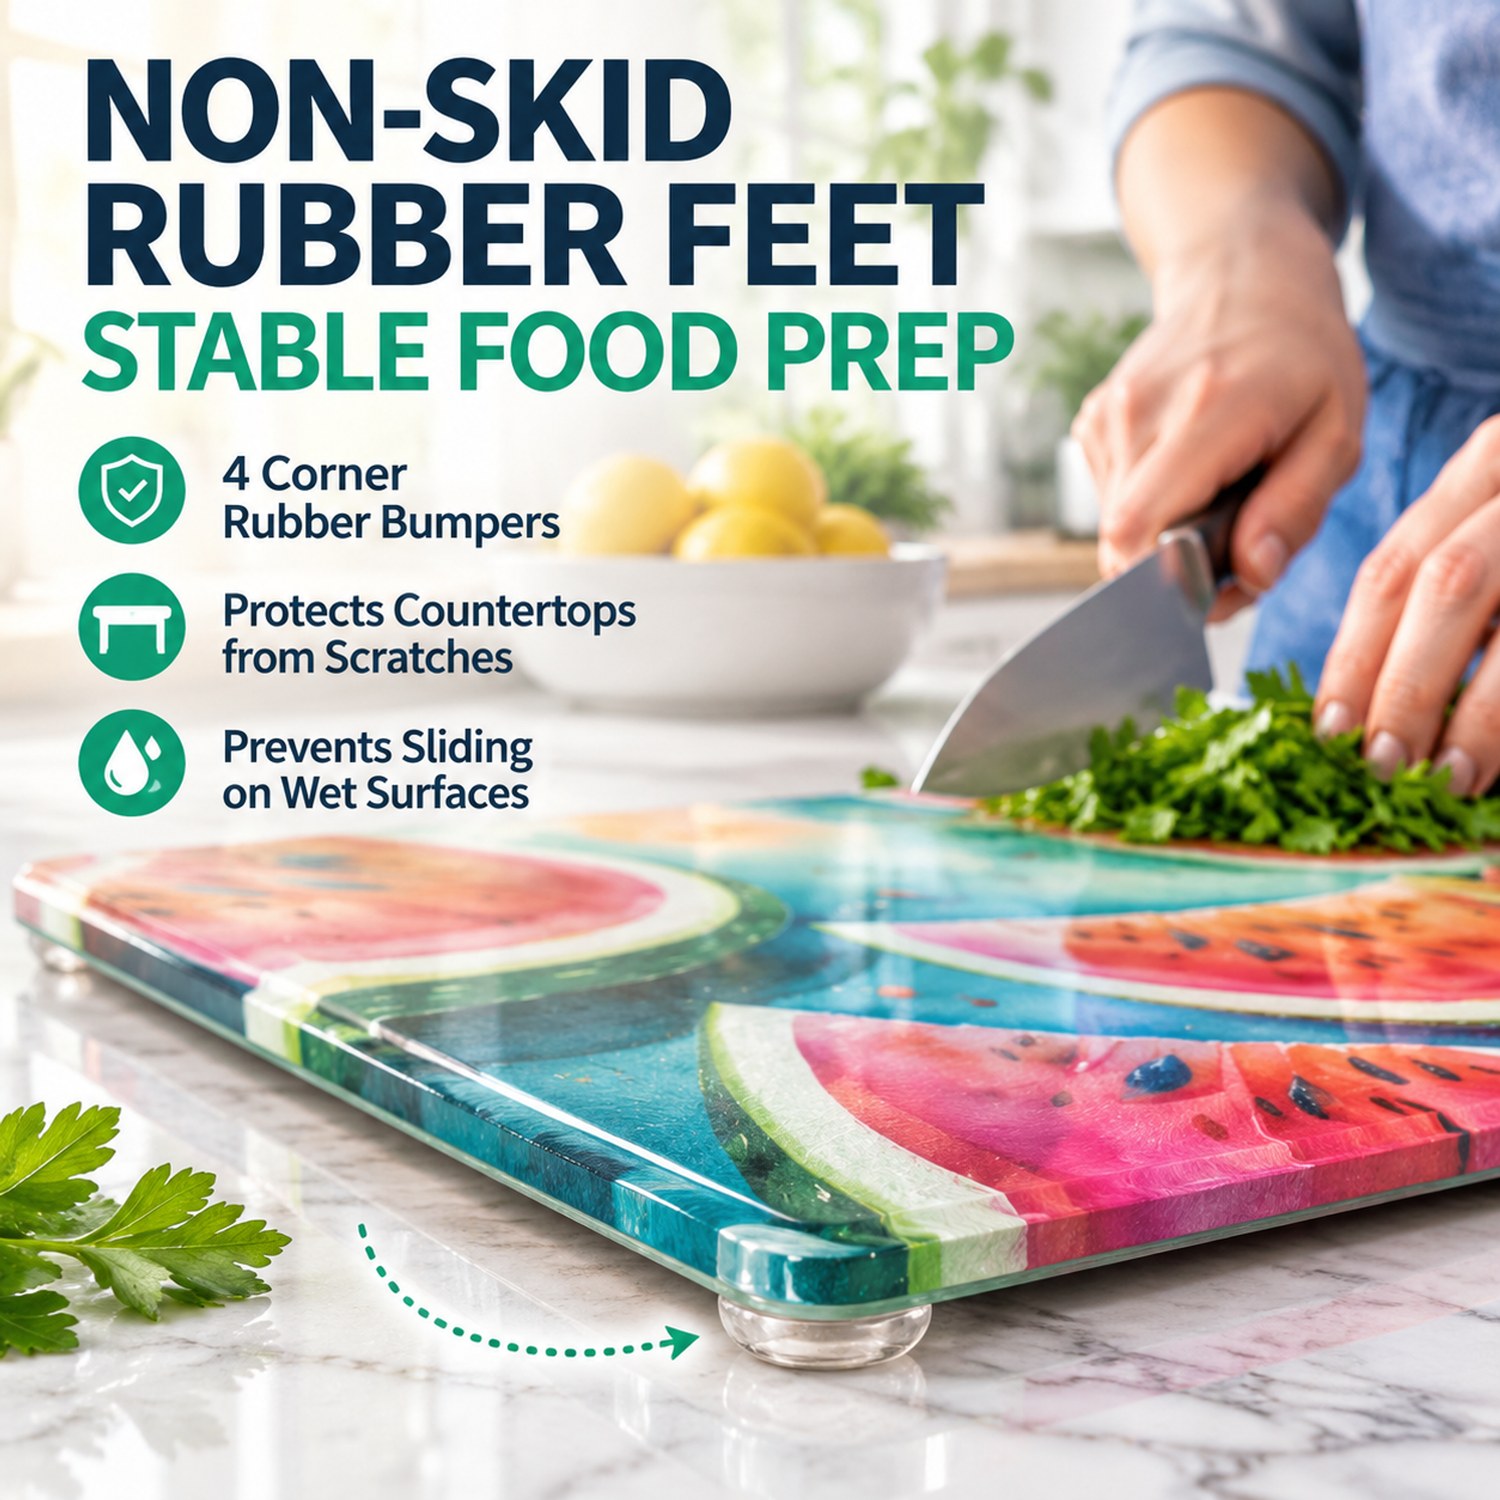 NON-SKID
RUBBER FEET
STABLE FOOD PREP
4 Corner
Rubber Bumpers
Protects Countertops
from Scratches
Prevents Sliding
on Wet Surfaces